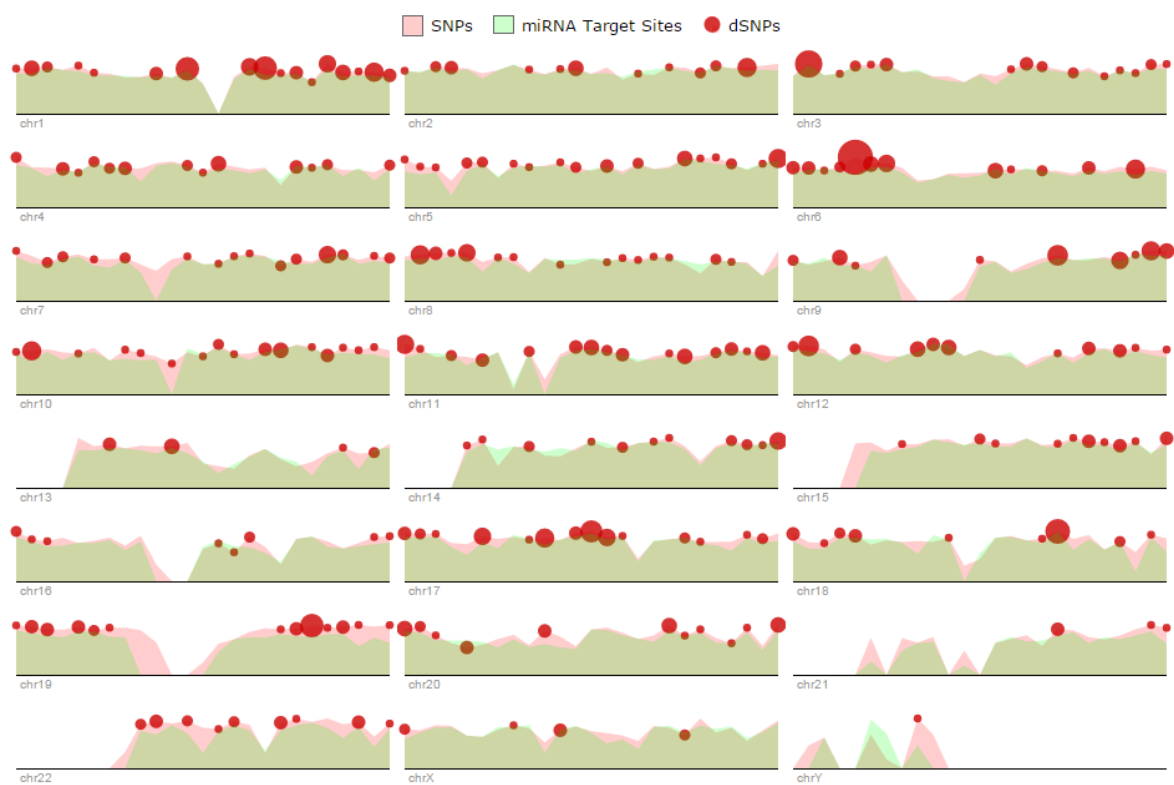 SNPs miRNA Target Sites dSNPs
chr1 chr2 chr3
chr4 chr5 chr6
chr7 chr8 chr9
chr10 chr11 chr12
chr13 chr14 chr15
chr16 chr17 chr18
chr19 chr20 chr21
chr22 chrX chrY